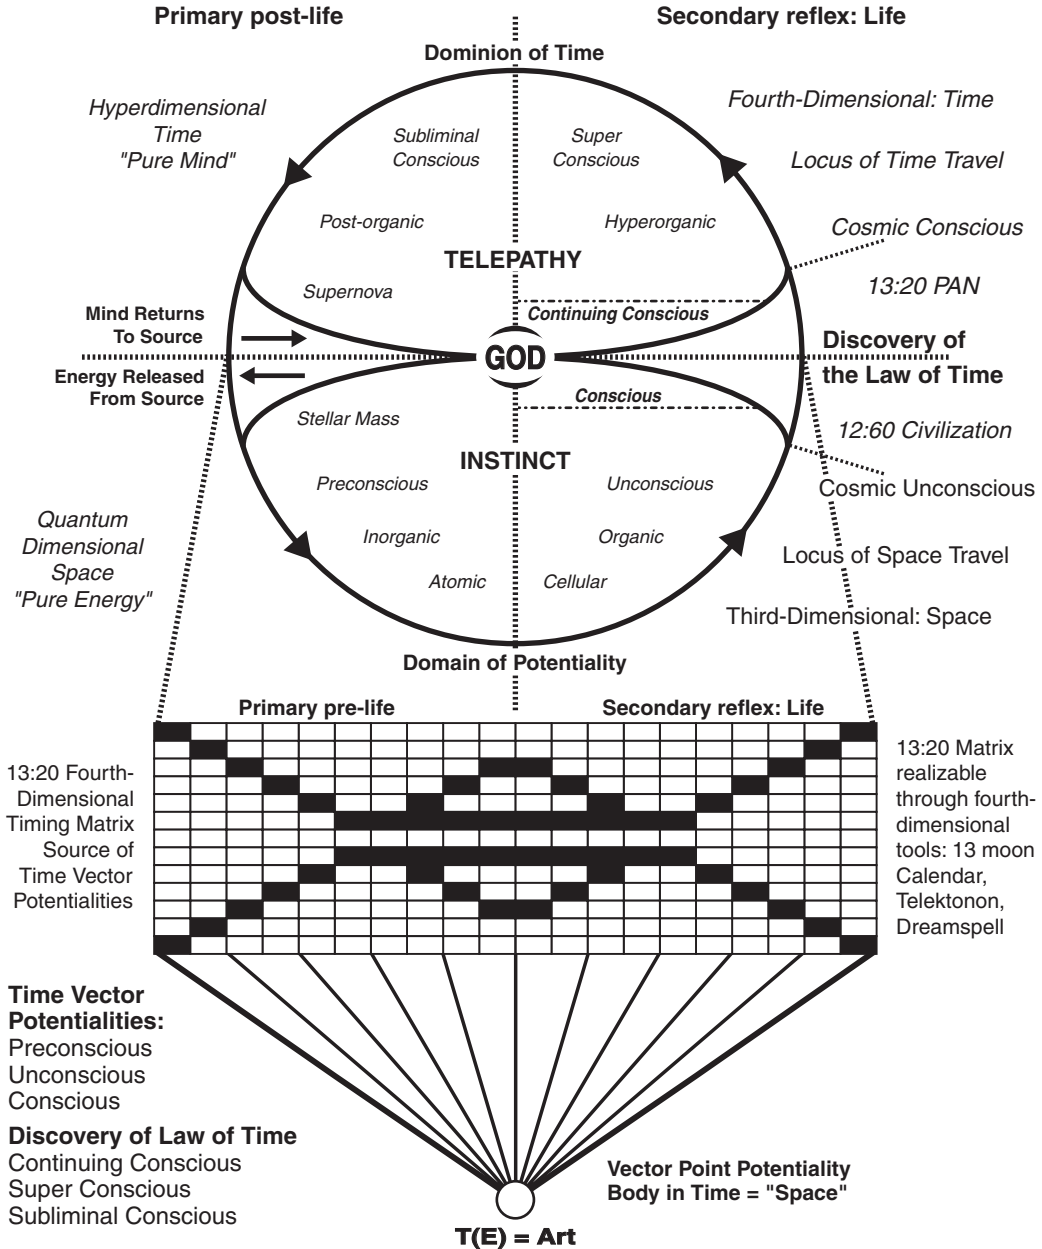 Primary post-life
Secondary reflex: Life
Dominion of Time
Hyperdimensional
Time
"Pure Mind"
Subliminal
Conscious
Super
Conscious
Fourth-Dimensional: Time
Locus of Time Travel
Post-organic
Hyperorganic
Cosmic Conscious
TELEPATHY
13:20 PAN
Supernova
Mind Returns
To Source
Continuing Conscious
GOD
Discovery of
the Law of Time
Energy Released
From Source
Conscious
Stellar Mass
12:60 Civilization
INSTINCT
Preconscious
Unconscious
Cosmic Unconscious
Quantum
Dimensional
Space
"Pure Energy"
Inorganic
Organic
Locus of Space Travel
Atomic
Cellular
Third-Dimensional: Space
Domain of Potentiality
Primary pre-life
Secondary reflex: Life
13:20 Fourth-
Dimensional
Timing Matrix
Source of
Time Vector
Potentialities
13:20 Matrix
realizable
through fourth-
dimensional
tools: 13 moon
Calendar,
Telektonon,
Dreamspell
Time Vector
Potentialities:
Preconscious
Unconscious
Conscious
Discovery of Law of Time
Continuing Conscious
Super Conscious
Subliminal Conscious
Vector Point Potentiality
Body in Time = "Space"
T(E) = Art